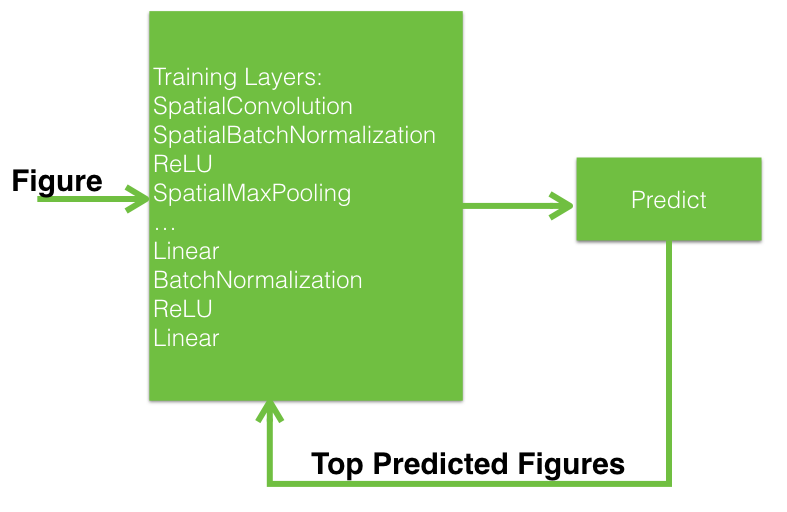 Figure
Training Layers:
SpatialConvolution
SpatialBatchNormalization
ReLU
SpatialMaxPooling
...
Linear
BatchNormalization
ReLU
Linear
Predict
Top Predicted Figures